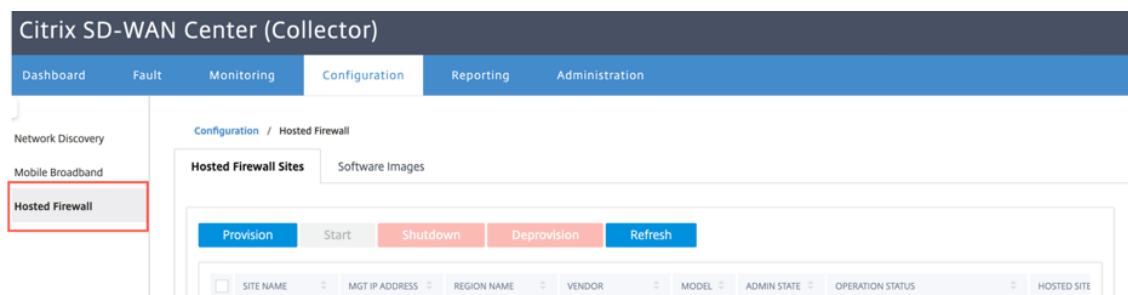 Citrix SD-WAN Center (Collector)
Dashboard Fault Monitoring Configuration Reporting Administration
Network Discovery
Mobile Broadband
Hosted Firewall
Configuration / Hosted Firewall
Hosted Firewall Sites Software Images
Provision Start Shutdown Deprovision Refresh
SITE NAME MGT IP ADDRESS REGION NAME VENDOR MODEL ADMIN STATE OPERATION STATUS HOSTED SITE